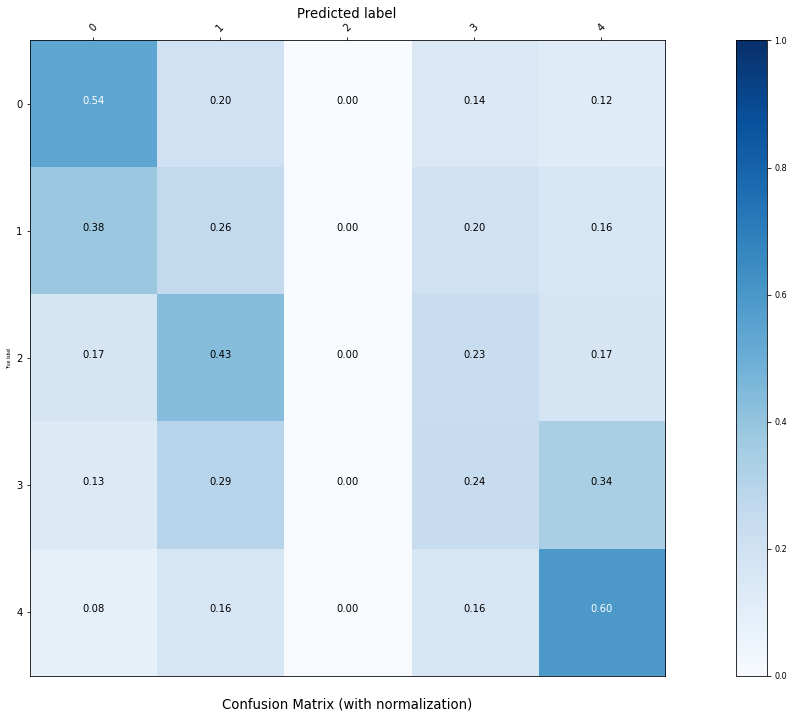 Predicted label
0 1 2 3 4
1.0
0 0.54 0.20 0.00 0.14 0.12
0.8
1 0.38 0.26 0.00 0.20 0.16
0.6
True label
2 0.17 0.43 0.00 0.23 0.17
0.4
3 0.13 0.29 0.00 0.24 0.34
0.2
4 0.08 0.16 0.00 0.16 0.60
0.0
Confusion Matrix (with normalization)